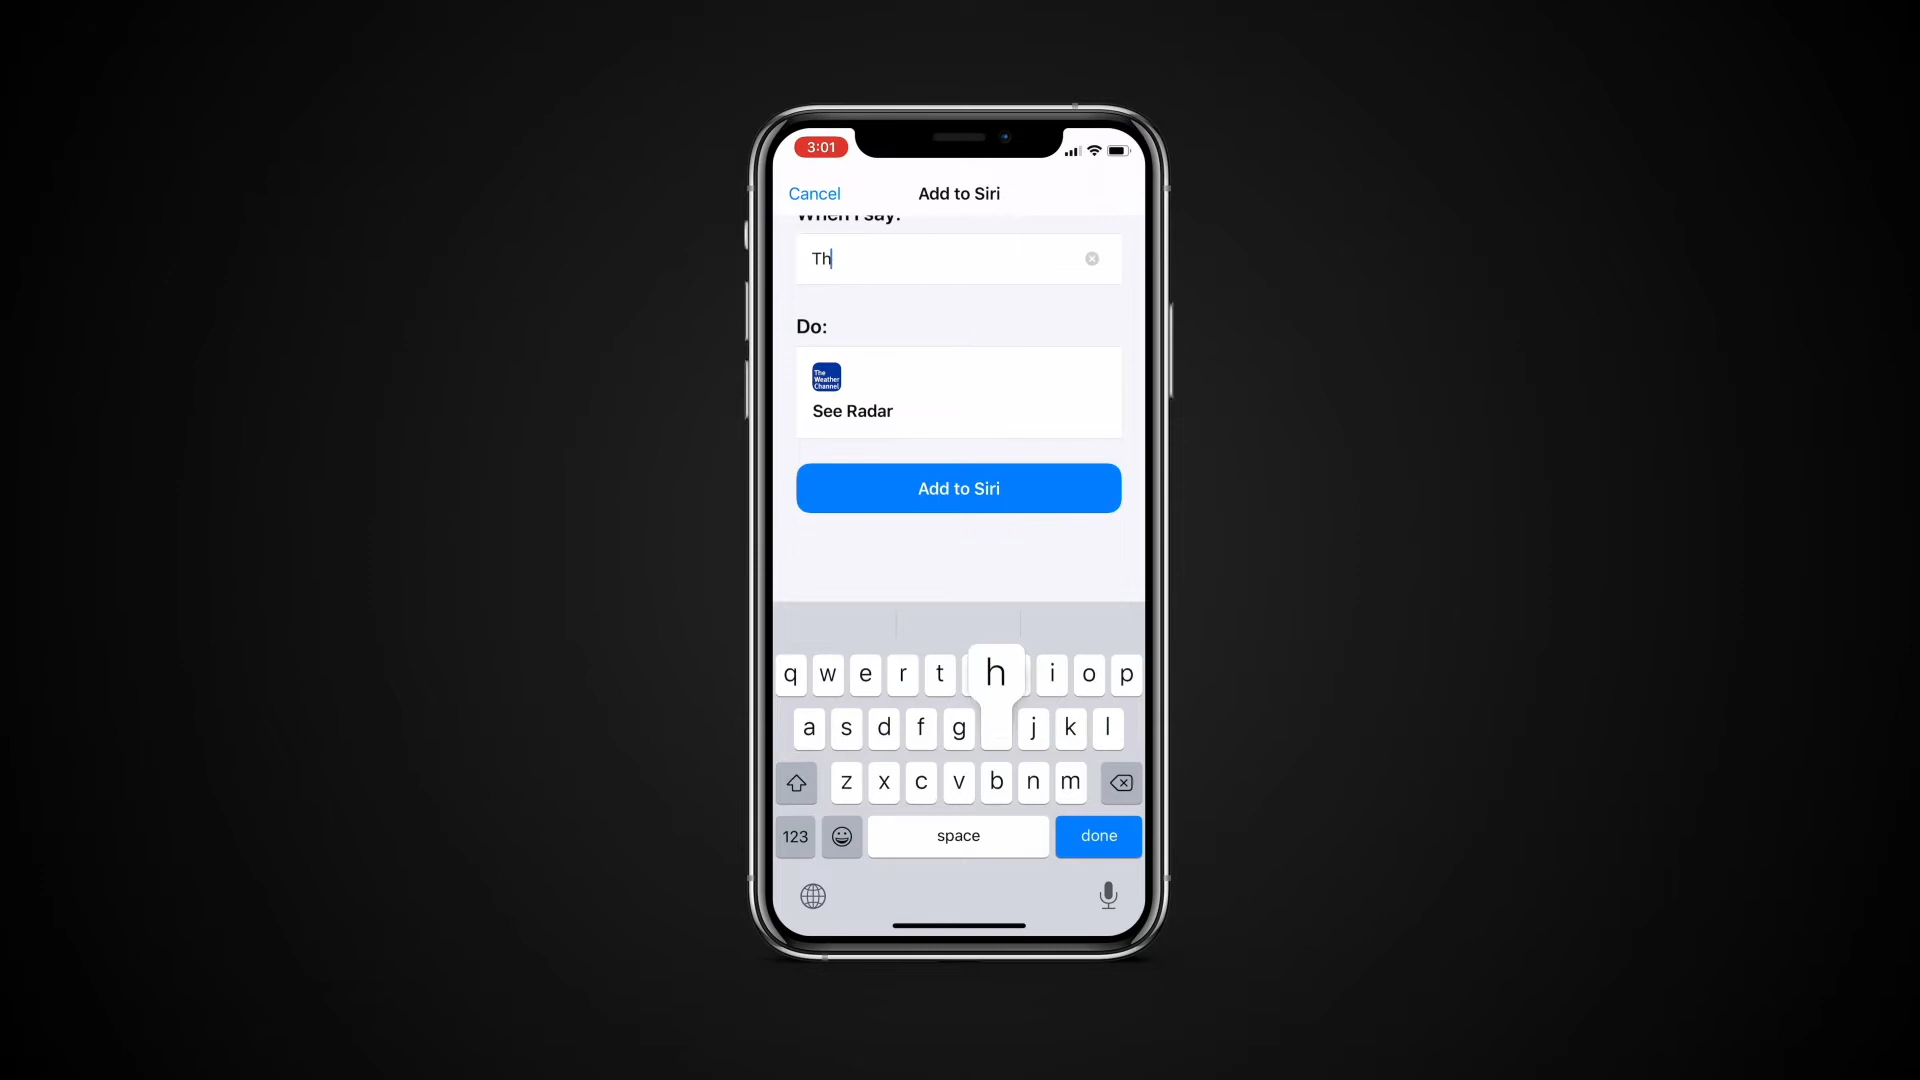 3:01
Cancel
Add to Siri
When I say:
Th
Do:
The
Weather
Channel
See Radar
Add to Siri
q w e r t h i o p
a s d f g j k l
z x c v b n m
123
space
done